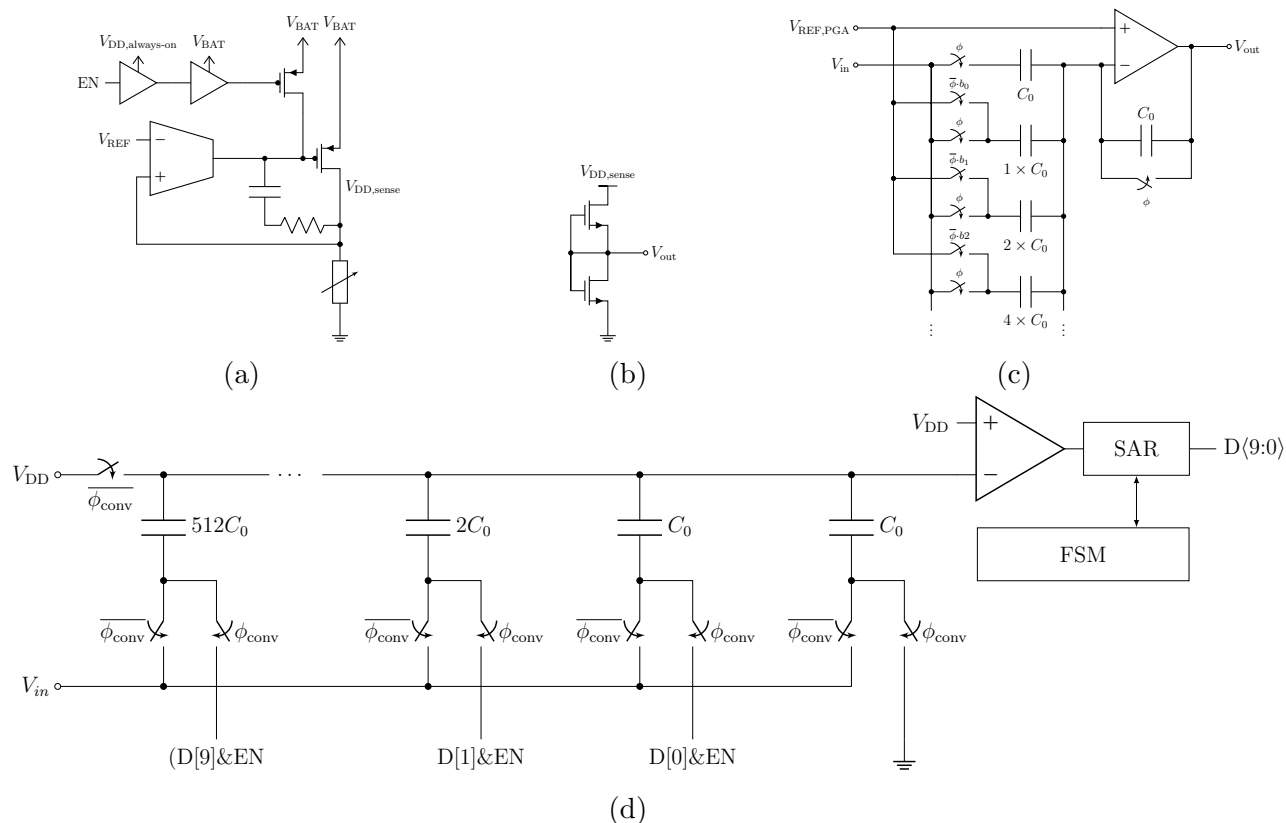 V_BAT V_BAT
V_DD,always-on V_BAT
EN
V_REF
−
+
V_DD,sense
(a)
V_DD,sense
V_out
(b)
V_REF,PGA
+
V_in
ϕ
−
V_out
C_0
ϕ̅·b_0
C_0
ϕ
1 × C_0
ϕ̅·b_1
ϕ
ϕ
2 × C_0
ϕ̅·b2
ϕ
4 × C_0
⋮ ⋮
(c)
V_DD
+
SAR
D⟨9:0⟩
V_DD
· · ·
−
ϕ̅_conv
512C_0 2C_0 C_0 C_0
FSM
ϕ̅_conv ϕ_conv ϕ̅_conv ϕ_conv ϕ̅_conv ϕ_conv ϕ̅_conv ϕ_conv
V_in
(D[9]&EN D[1]&EN D[0]&EN
(d)